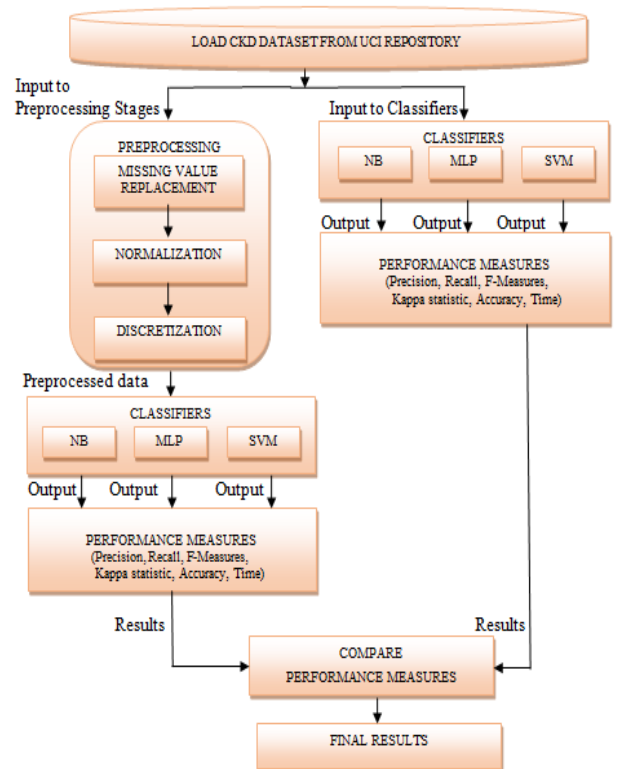 LOAD CKD DATASET FROM UCI REPOSITORY
Input to
Preprocessing Stages
Input to Classifiers
PREPROCESSING
MISSING VALUE
REPLACEMENT
NORMALIZATION
DISCRETIZATION
CLASSIFIERS
NB
MLP
SVM
Output
Output
Output
PERFORMANCE MEASURES
(Precision, Recall, F-Measures,
Kappa statistic, Accuracy, Time)
Preprocessed data
CLASSIFIERS
NB
MLP
SVM
Output
Output
Output
PERFORMANCE MEASURES
(Precision, Recall, F-Measures,
Kappa statistic, Accuracy, Time)
Results
Results
COMPARE
PERFORMANCE MEASURES
FINAL RESULTS